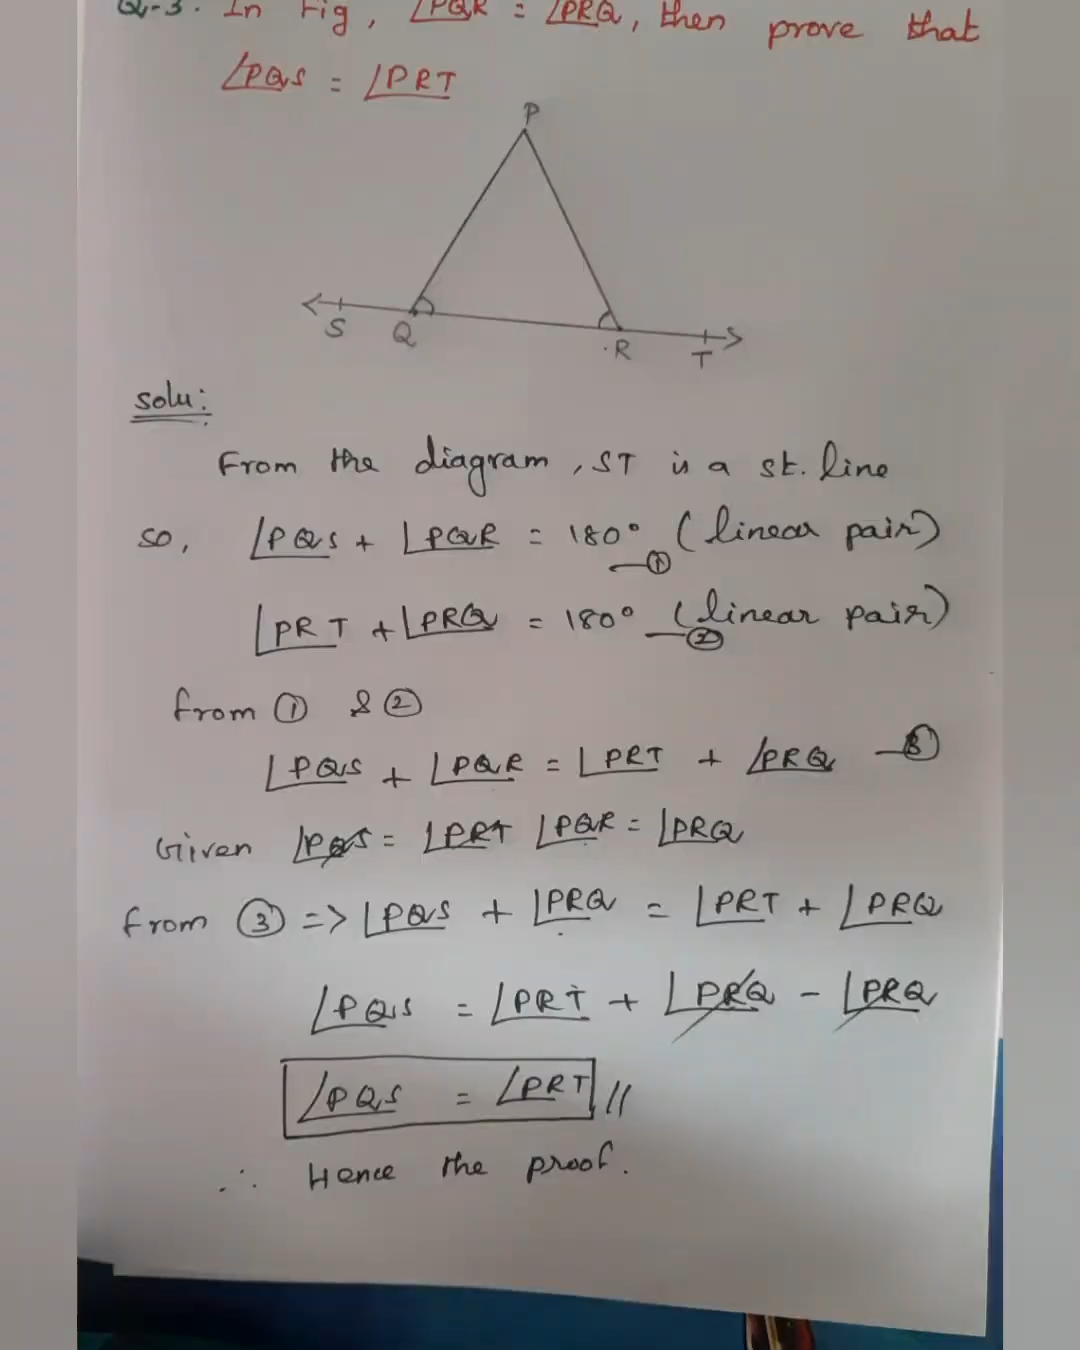 Q-3. In Fig, ∠PQR = ∠PRQ, then prove that
∠PQS = ∠PRT
P
S Q R T
Solu:
From the diagram, ST is a st. line
so, ∠PQS + ∠PQR = 180° (linear pair)
—①
∠PRT + ∠PRQ = 180° (linear pair)
—②
from ① & ②
∠PQS + ∠PQR = ∠PRT + ∠PRQ —③
Given ∠PQS = ∠PRT ∠PQR = ∠PRQ
from ③ => ∠PQS + ∠PRQ = ∠PRT + ∠PRQ
∠PQS = ∠PRT + ∠PRQ - ∠PRQ
∠PQS = ∠PRT //
∴ Hence the proof.